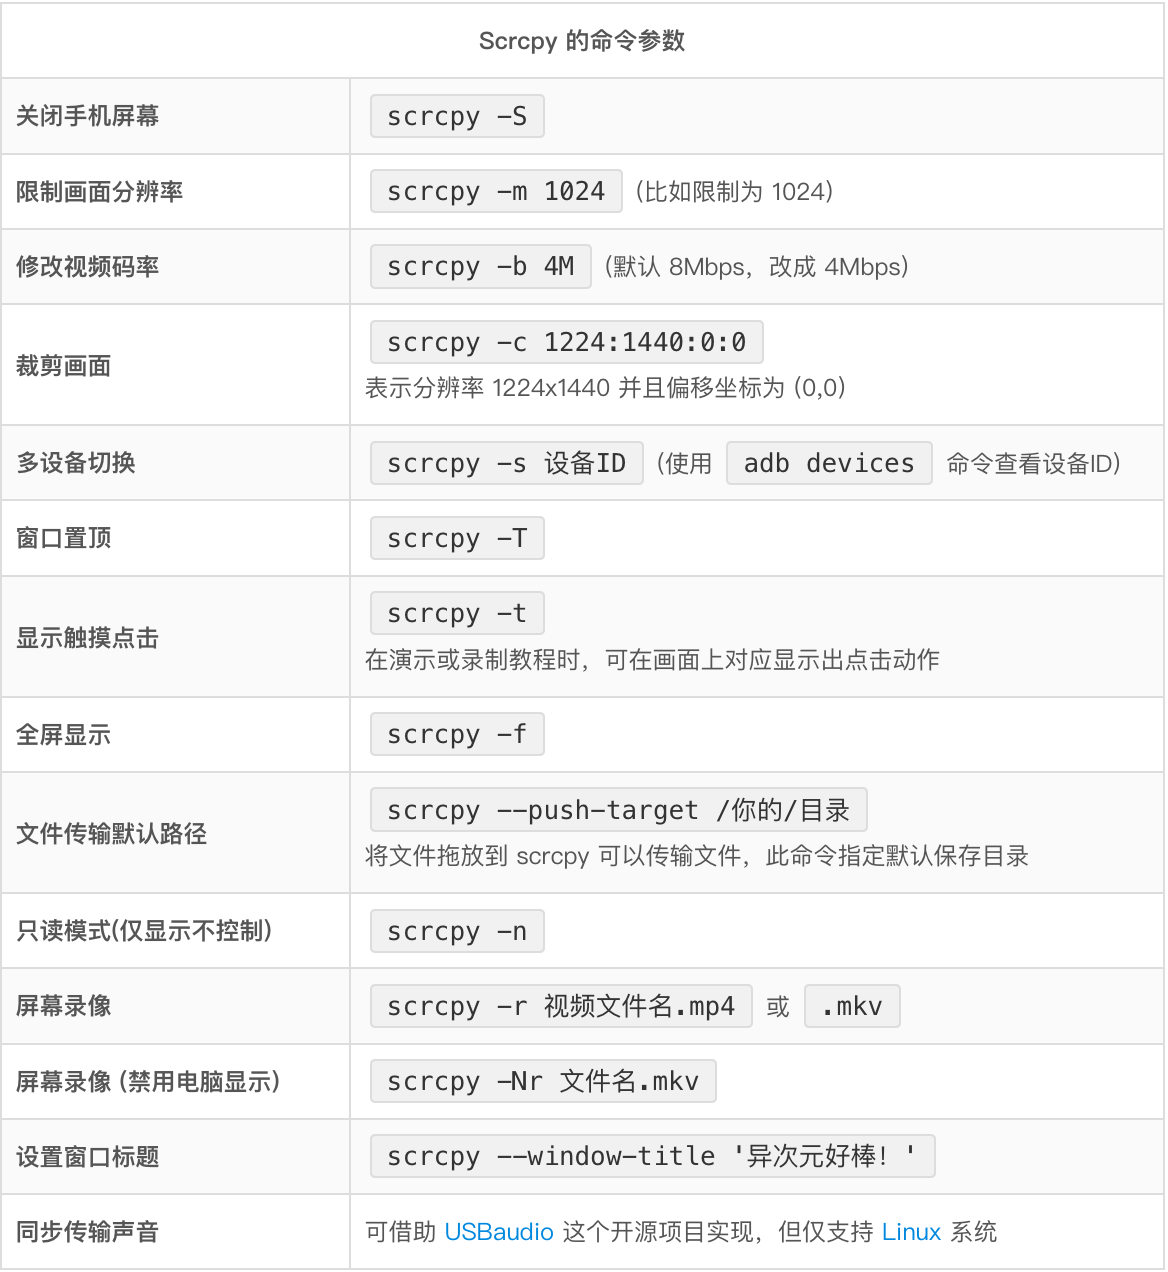 Scrcpy 的命令参数
关闭手机屏幕 scrcpy -S
限制画面分辨率 scrcpy -m 1024 (比如限制为 1024)
修改视频码率 scrcpy -b 4M (默认 8Mbps，改成 4Mbps)
裁剪画面
scrcpy -c 1224:1440:0:0
表示分辨率 1224x1440 并且偏移坐标为 (0,0)
多设备切换 scrcpy -s 设备ID (使用 adb devices 命令查看设备ID)
窗口置顶 scrcpy -T
显示触摸点击
scrcpy -t
在演示或录制教程时，可在画面上对应显示出点击动作
全屏显示 scrcpy -f
文件传输默认路径
scrcpy --push-target /你的/目录
将文件拖放到 scrcpy 可以传输文件，此命令指定默认保存目录
只读模式(仅显示不控制) scrcpy -n
屏幕录像 scrcpy -r 视频文件名.mp4 或 .mkv
屏幕录像 (禁用电脑显示) scrcpy -Nr 文件名.mkv
设置窗口标题 scrcpy --window-title '异次元好棒！'
同步传输声音 可借助 USBaudio 这个开源项目实现，但仅支持 Linux 系统